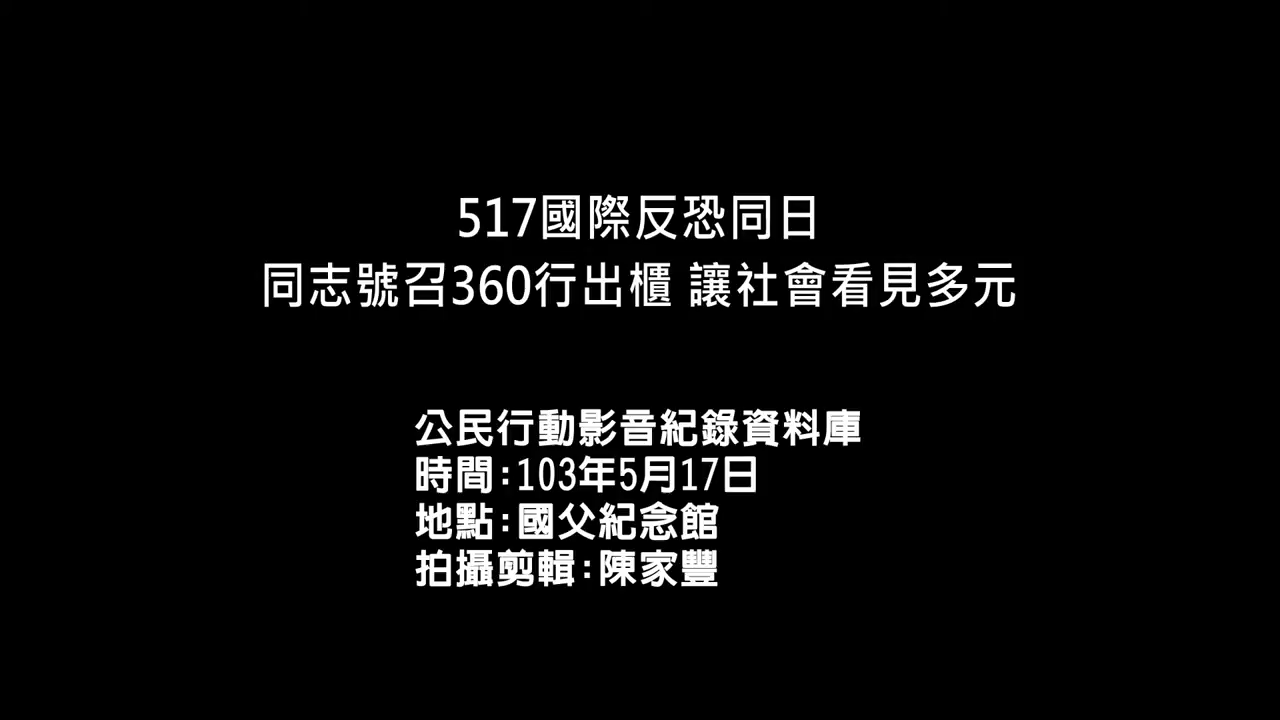 517國際反恐同日
同志號召360行出櫃 讓社會看見多元
公民行動影音紀錄資料庫
時間:103年5月17日
地點:國父紀念館
拍攝剪輯:陳家豐